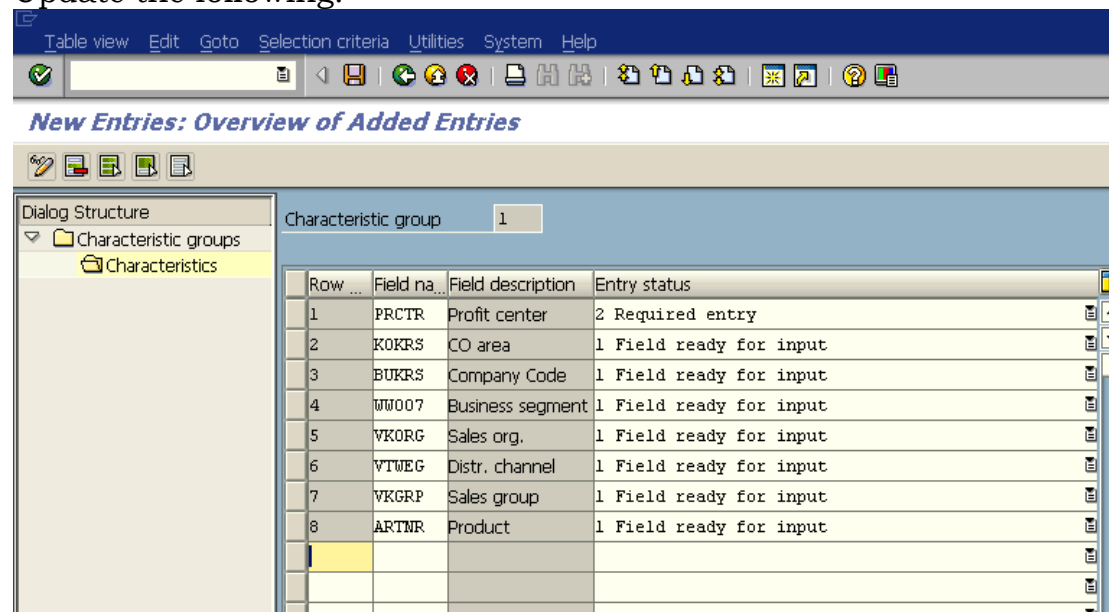 Update the following:
Table view Edit Goto Selection criteria Utilities System Help
New Entries: Overview of Added Entries
Dialog Structure
Characteristic groups
Characteristics
Characteristic group 1
Row ... Field na... Field description Entry status
1 PRCTR Profit center 2 Required entry
2 KOKRS CO area 1 Field ready for input
3 BUKRS Company Code 1 Field ready for input
4 WW007 Business segment 1 Field ready for input
5 VKORG Sales org. 1 Field ready for input
6 VTWEG Distr. channel 1 Field ready for input
7 VKGRP Sales group 1 Field ready for input
8 ARTNR Product 1 Field ready for input